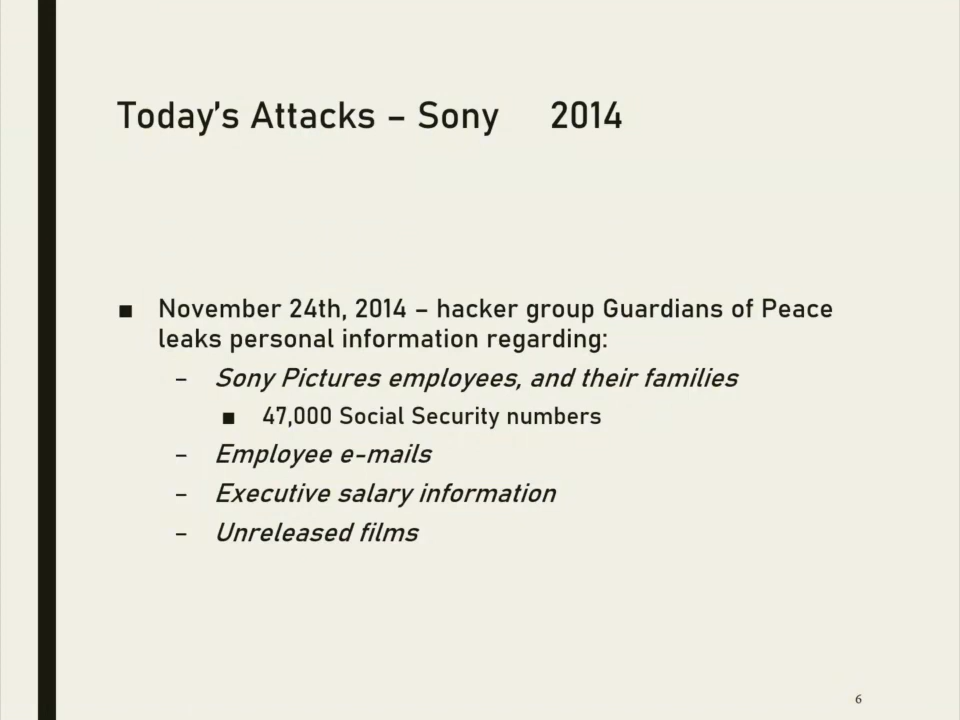 Today's Attacks – Sony 2014
■ November 24th, 2014 – hacker group Guardians of Peace
leaks personal information regarding:
– Sony Pictures employees, and their families
■ 47,000 Social Security numbers
– Employee e-mails
– Executive salary information
– Unreleased films
6